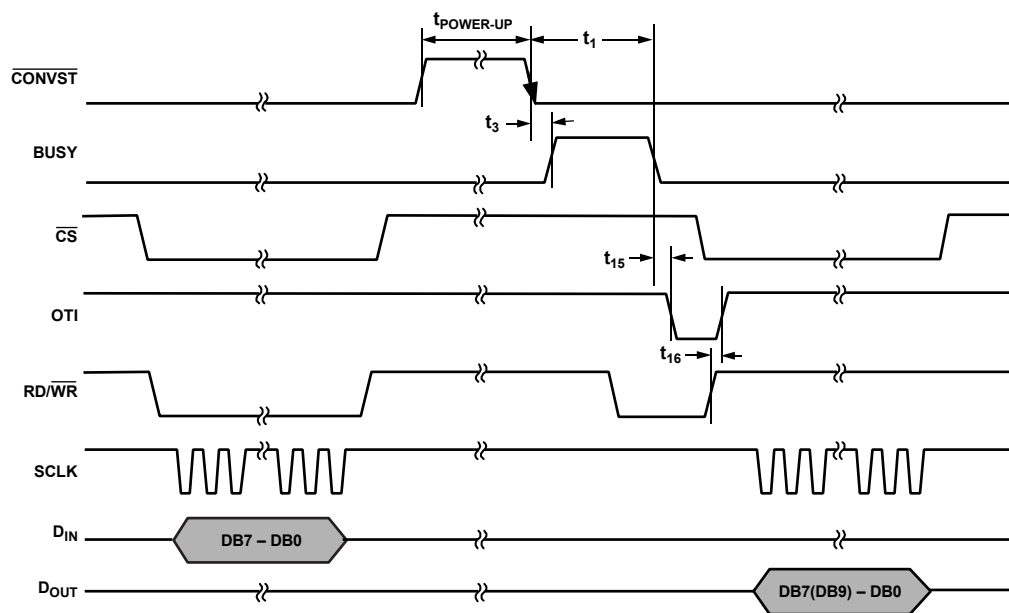 tPOWER-UP
t1
CONVST
t3
BUSY
CS
t15
OTI
t16
RD/WR
SCLK
DIN
DB7 – DB0
DOUT
DB7(DB9) – DB0